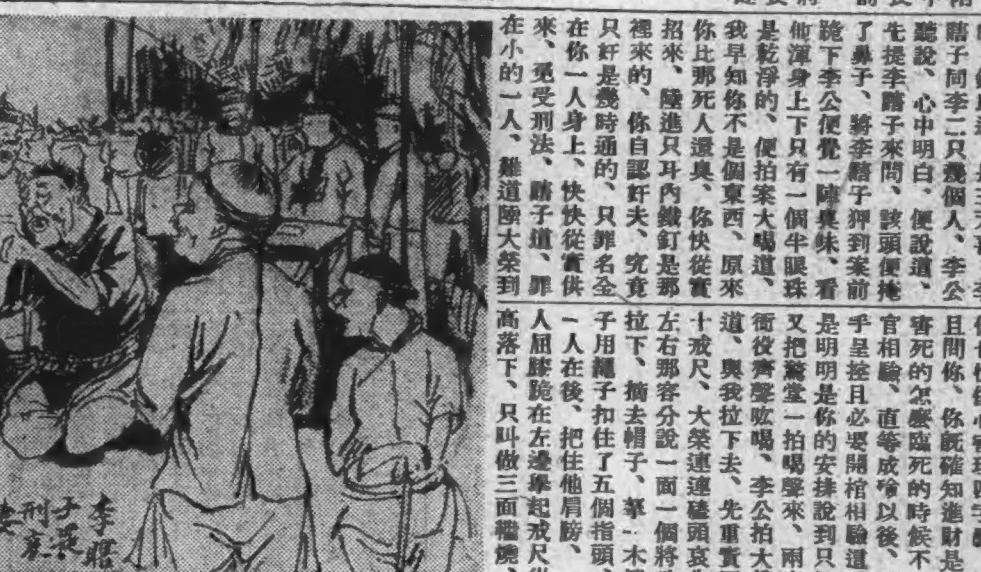 瞎子同李二只幾個人、李公
聽說、心中明白、便說道、
先提李瞎子來問、該頭便掩
了鼻子、將李瞎子押到案前
跪下李公便覺一陣臭味、看
他渾身上下只有一個半眼珠
是乾淨的、便拍案大喝道、
我早知你不是個東西、原來
你比那死人還臭、你快從實
招來、陸進只耳內鐵釘是那
裡來的、你自認奸夫、究竟
只奸是幾時通的、只罪名全
在你一人身上、快快從實供
來、免受刑法、瞎子道、罪
在小的一人、難道顧大榮到
且問你、你既確知進財是
審死的怎麼臨死的時候不
官相驗、直等成殮以後、
手呈控且必要開棺相驗這
是明明是你的安排說到只
又把驚堂一拍喝聲來、兩
衙役齊聲吆喝、李公拍大
道、與我拉下去、先重責
十戒尺、大榮連連磕頭哀
左右那容分說一面一個將
拉下、摘去帽子、拏一木
子用繩子扣住了五個指頭、
一人在後、把住他肩膀、
人屈膝跪在左邊舉起戒尺
高落下、只叫做三面
李瞎
子
刑